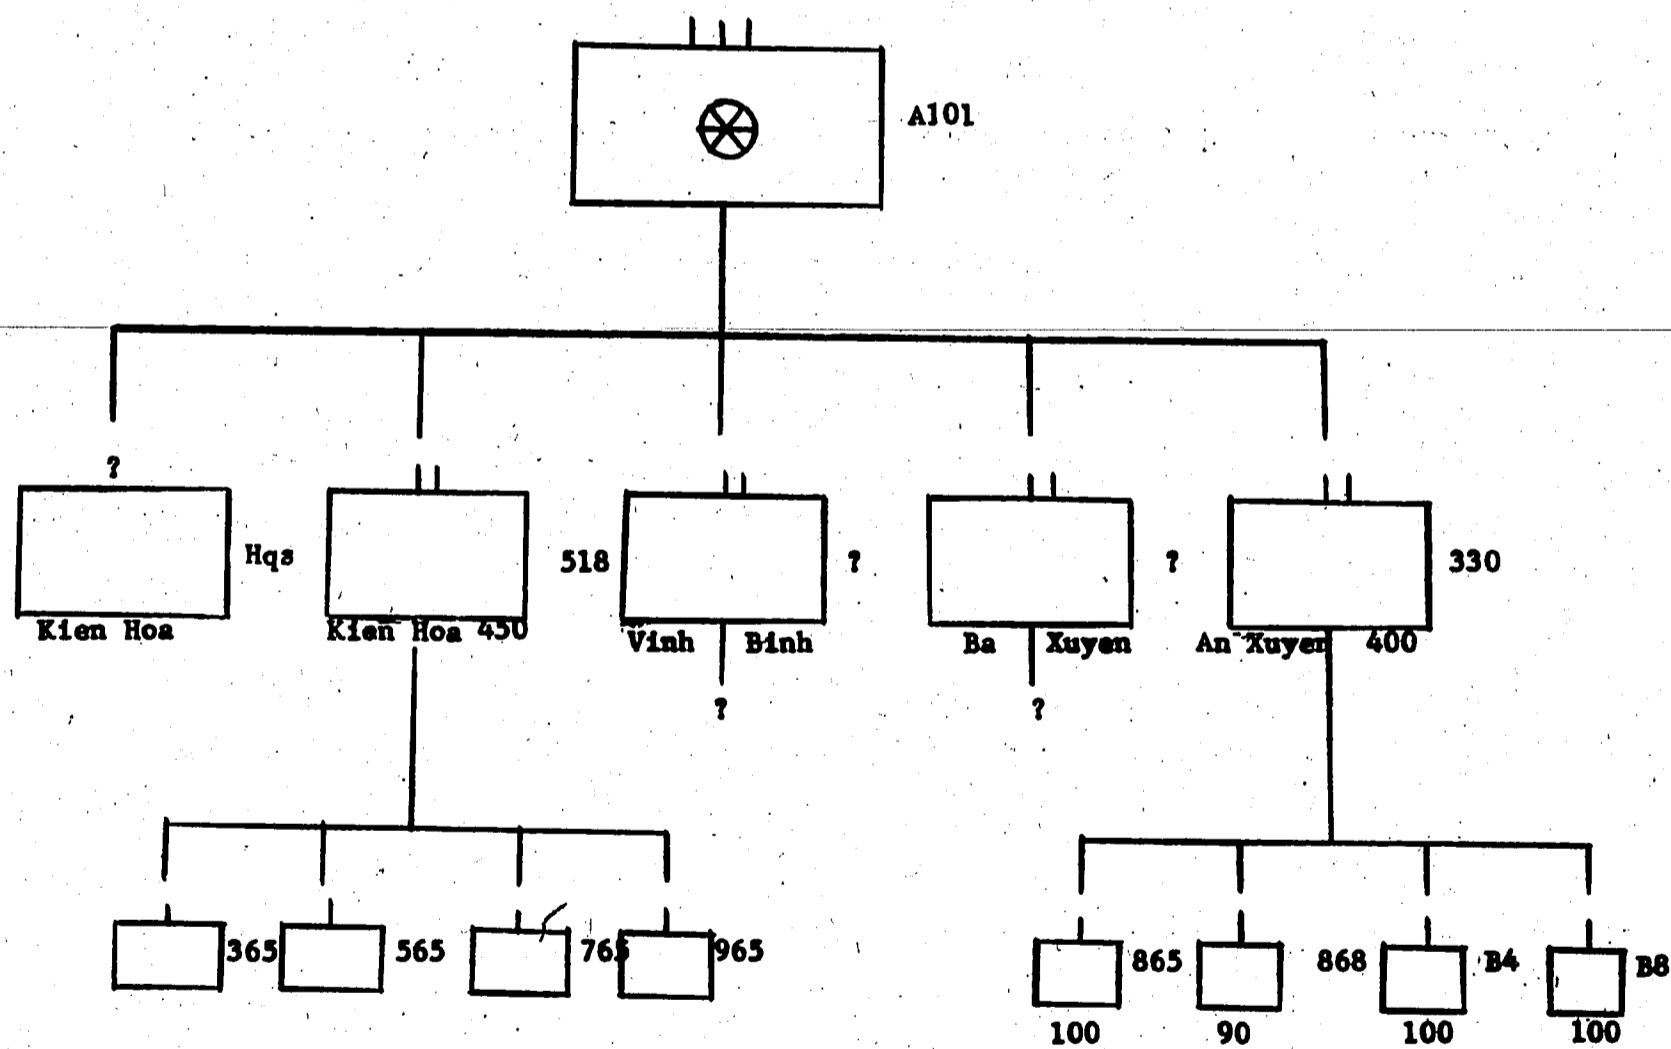 A101
?
Hqs 518 ? ? 330
Kien Hoa Kien Hoa 450 Vinh Binh Ba Xuyen An Xuyen 400
? ?
365 565 765 965 865 868 B4 B8
100 90 100 100